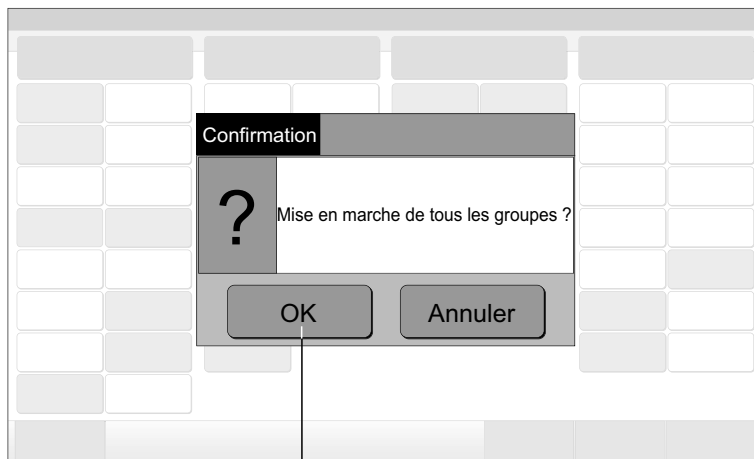 Confirmation
?
Mise en marche de tous les groupes ?
OK
Annuler